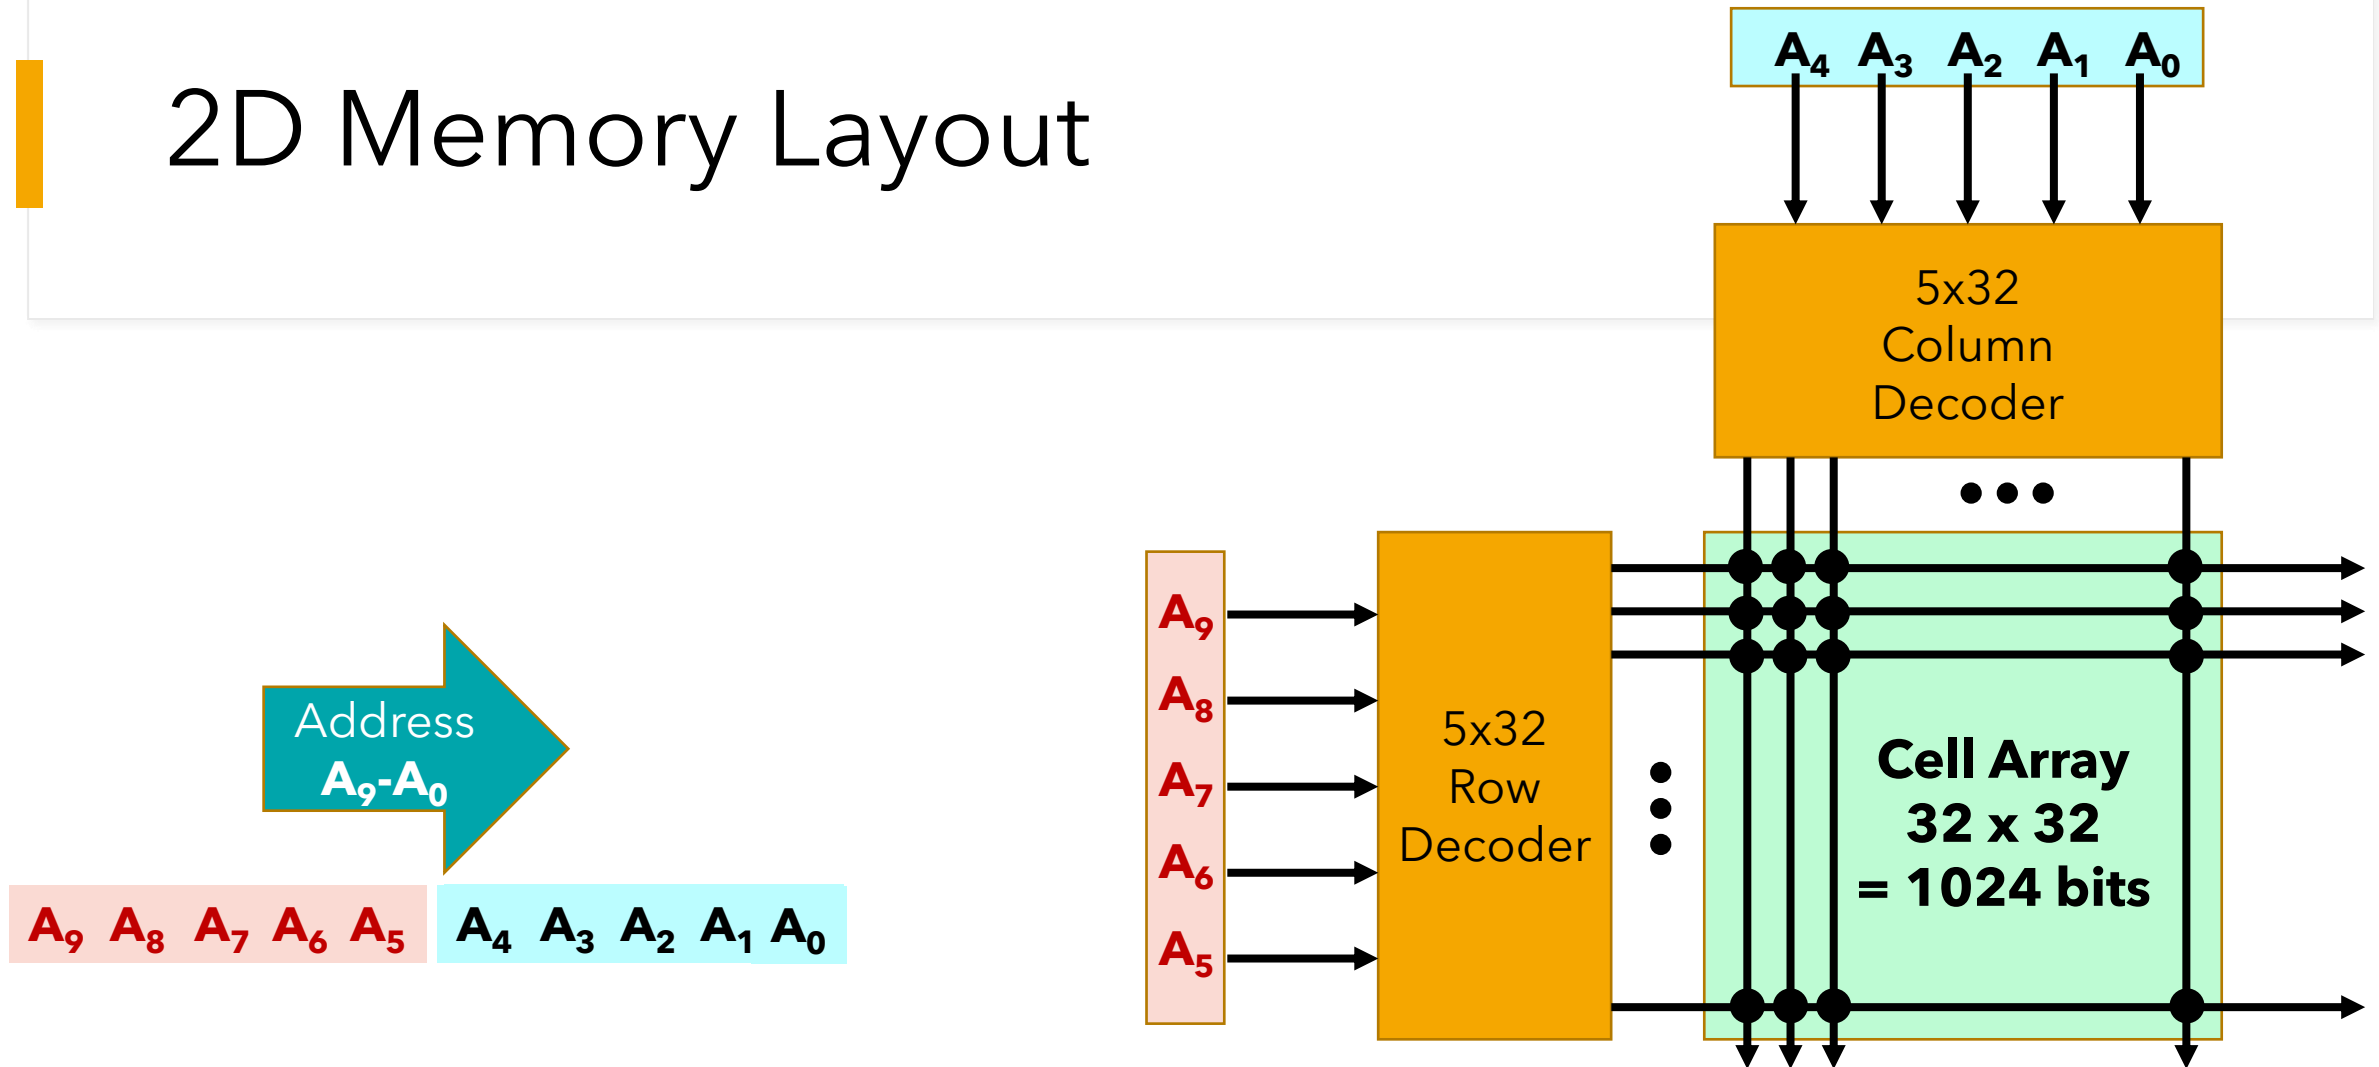 2D Memory Layout
A4 A3 A2 A1 A0
5x32
Column
Decoder
A9
A8
A7
A6
A5
5x32
Row
Decoder
Cell Array
32 x 32
= 1024 bits
Address
A9-A0
A9 A8 A7 A6 A5 A4 A3 A2 A1 A0